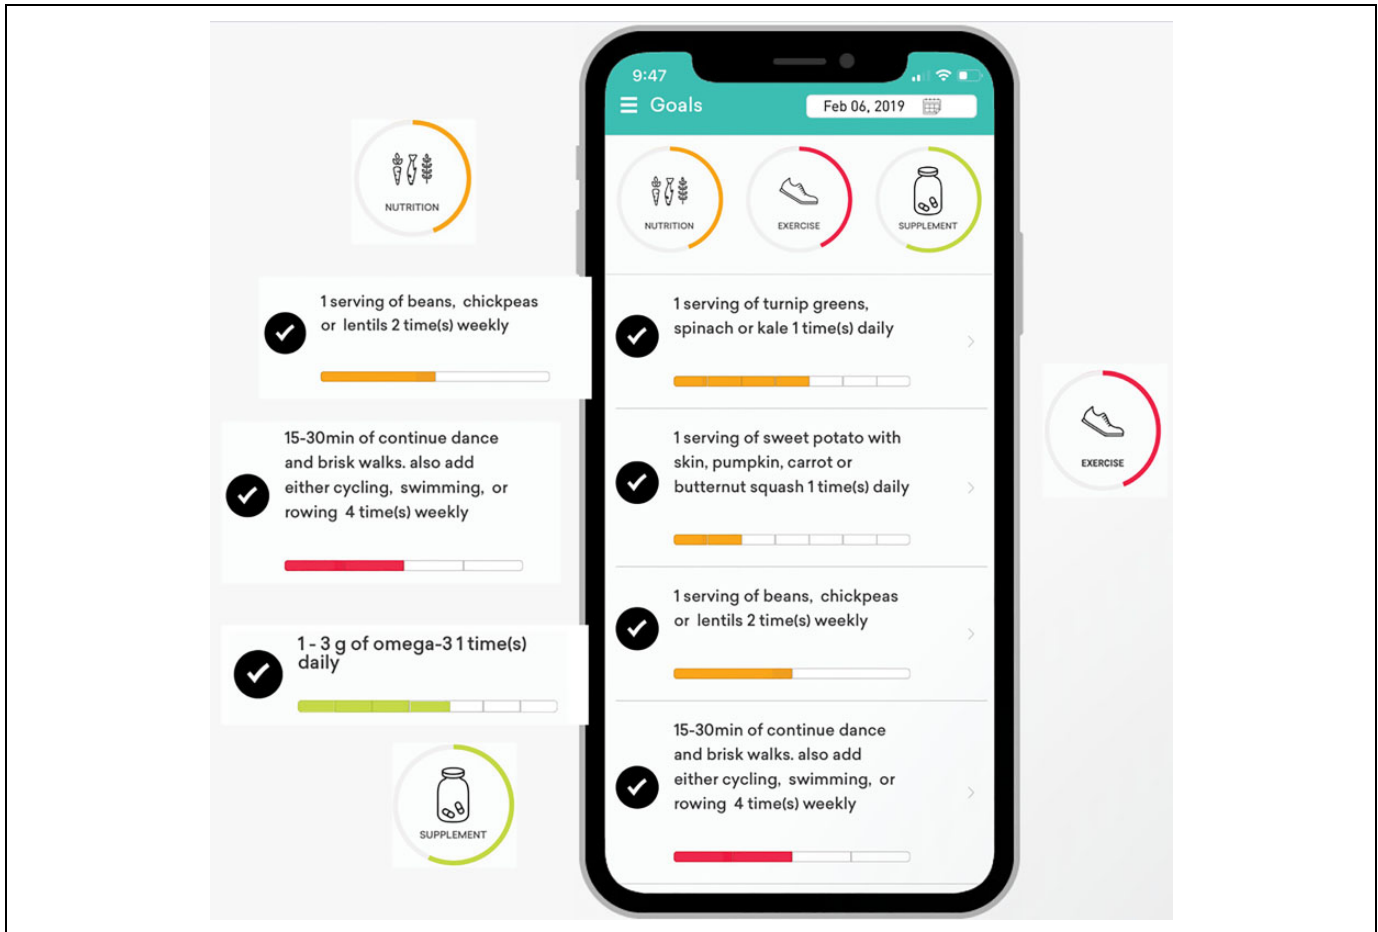 NUTRITION
1 serving of beans, chickpeas
or lentils 2 time(s) weekly
15-30min of continue dance
and brisk walks. also add
either cycling, swimming, or
rowing 4 time(s) weekly
1 - 3 g of omega-3 1 time(s)
daily
SUPPLEMENT
9:47
Goals
Feb 06, 2019
NUTRITION
EXERCISE
SUPPLEMENT
1 serving of turnip greens,
spinach or kale 1 time(s) daily
1 serving of sweet potato with
skin, pumpkin, carrot or
butternut squash 1 time(s) daily
1 serving of beans, chickpeas
or lentils 2 time(s) weekly
15-30min of continue dance
and brisk walks. also add
either cycling, swimming, or
rowing 4 time(s) weekly
EXERCISE